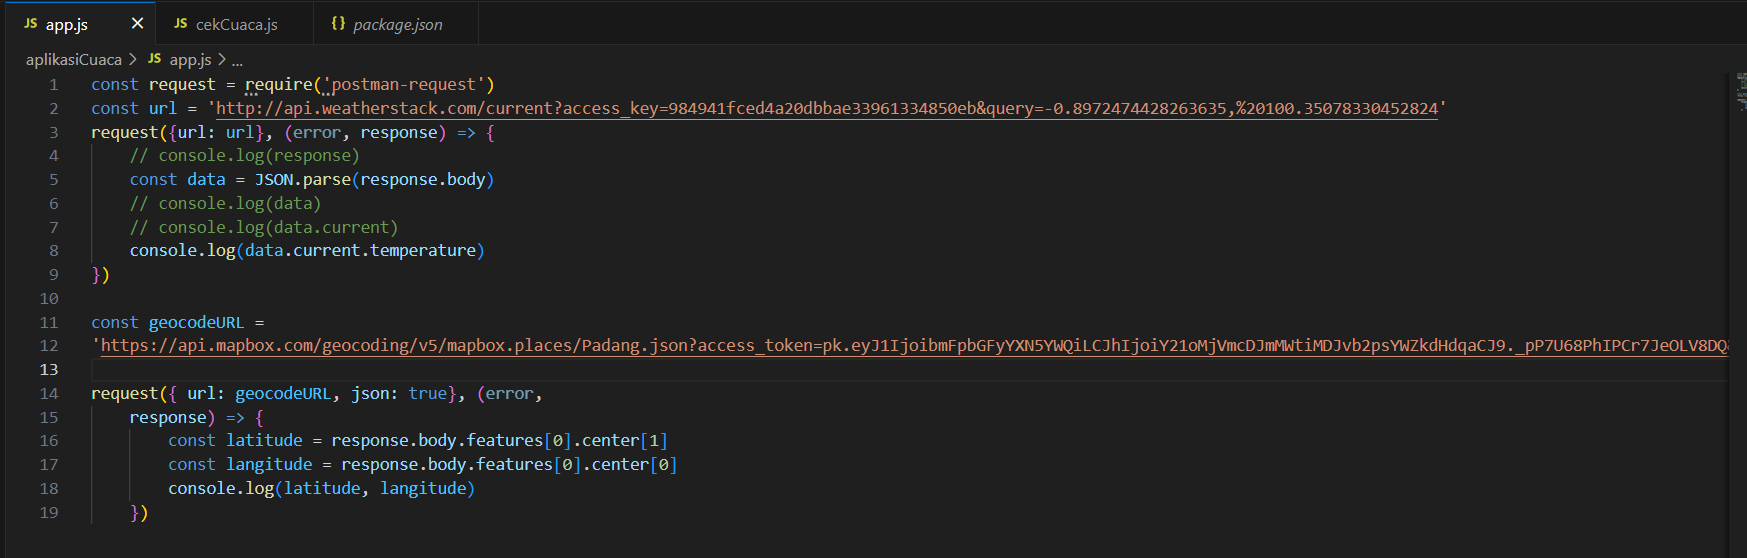 JS app.js × JS cekCuaca.js {} package.json
aplikasiCuaca > JS app.js > ...
1 const request = require('postman-request')
2 const url = 'http://api.weatherstack.com/current?access_key=984941fced4a20dbbae33961334850eb&query=-0.8972474428263635,%20100.35078330452824'
3 request({url: url}, (error, response) => {
4 // console.log(response)
5 const data = JSON.parse(response.body)
6 // console.log(data)
7 // console.log(data.current)
8 console.log(data.current.temperature)
9 })
10
11 const geocodeURL =
12 'https://api.mapbox.com/geocoding/v5/mapbox.places/Padang.json?access_token=pk.eyJ1IjoibmFpbGFyYXN5YWQiLCJhIjoiY21oMjVmcDJmMWtiMDJvb2psYWZkdHdqaCJ9._pP7U68PhIPCr7JeOLV8DQ
13
14 request({ url: geocodeURL, json: true}, (error,
15 response) => {
16 const latitude = response.body.features[0].center[1]
17 const langitude = response.body.features[0].center[0]
18 console.log(latitude, langitude)
19 })